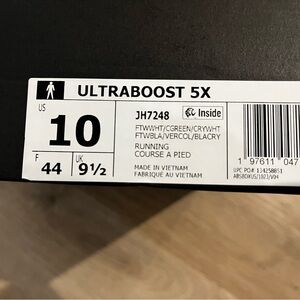 ULTRABOOST 5X
US
10
F
44
UK
9½
JH7248
Inside
FTWWHT/CGREEN/CRYWHT
FTWBLA/VERCOL/BLACRY
RUNNING
COURSE A PIED
MADE IN VIETNAM
FABRIQUE AU VIETNAM
1 97611 047